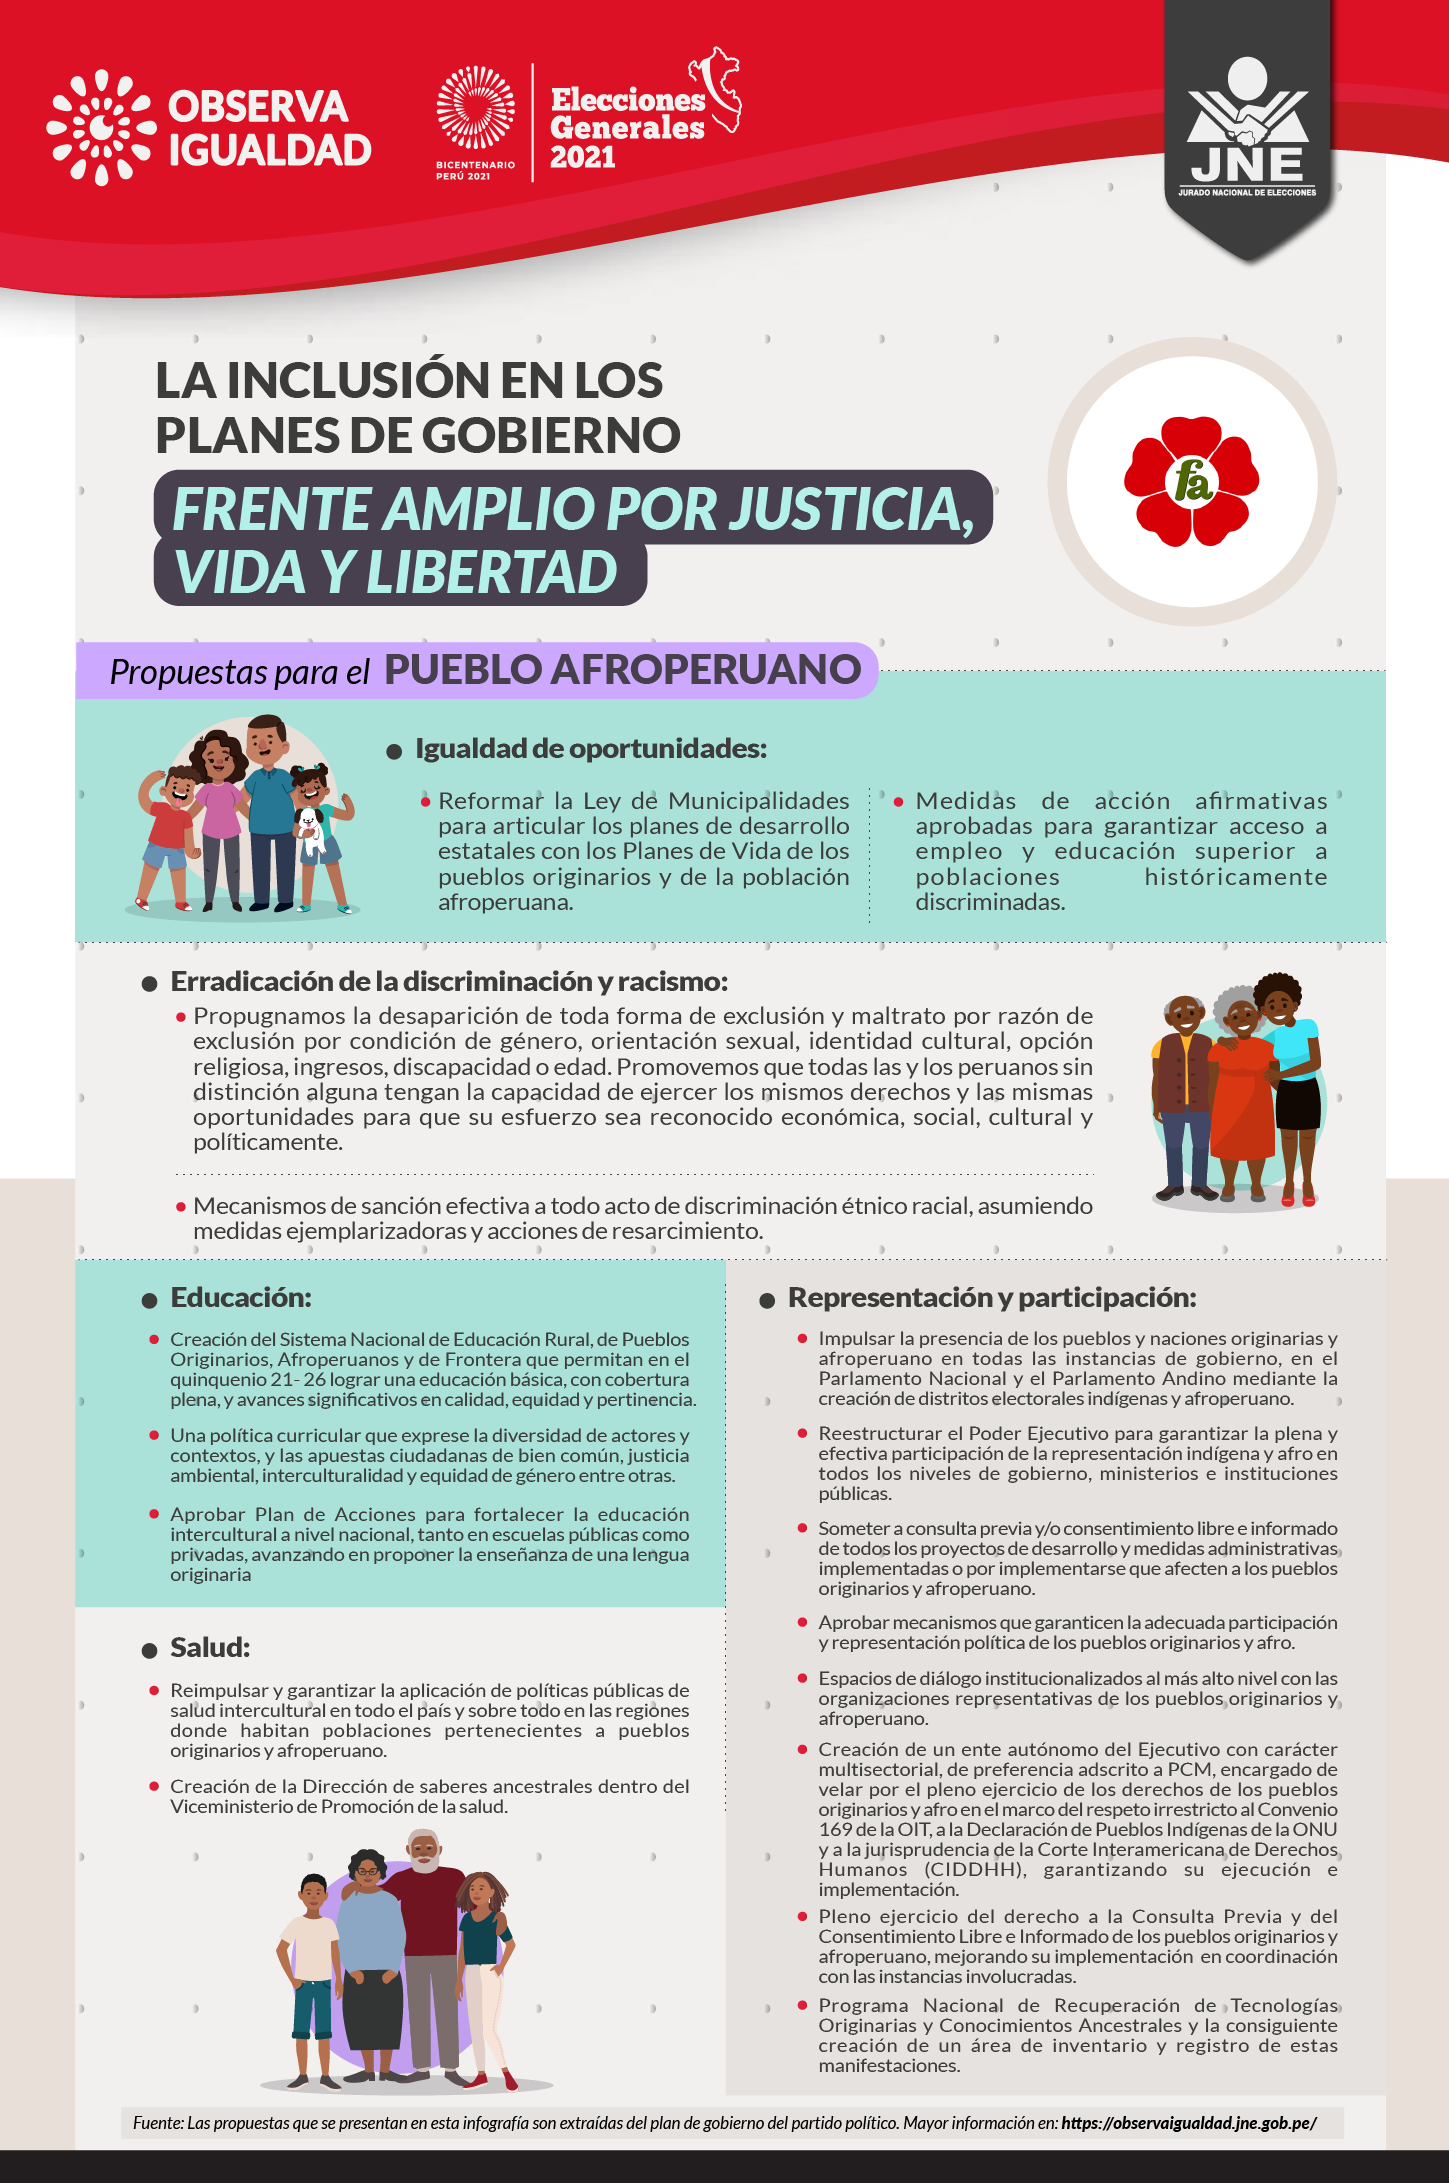 OBSERVA
IGUALDAD
BICENTENARIO
PERÚ 2021
Elecciones
Generales
2021
JNE
JURADO NACIONAL DE ELECCIONES
LA INCLUSIÓN EN LOS
PLANES DE GOBIERNO
FRENTE AMPLIO POR JUSTICIA,
VIDA Y LIBERTAD
fa
Propuestas para el PUEBLO AFROPERUANO
Igualdad de oportunidades:
Reformar la Ley de Municipalidades
para articular los planes de desarrollo
estatales con los Planes de Vida de los
pueblos originarios y de la población
afroperuana.
Medidas de acción afirmativas
aprobadas para garantizar acceso a
empleo y educación superior a
poblaciones históricamente
discriminadas.
Erradicación de la discriminación y racismo:
Propugnamos la desaparición de toda forma de exclusión y maltrato por razón de
exclusión por condición de género, orientación sexual, identidad cultural, opción
religiosa, ingresos, discapacidad o edad. Promovemos que todas las y los peruanos sin
distinción alguna tengan la capacidad de ejercer los mismos derechos y las mismas
oportunidades para que su esfuerzo sea reconocido económica, social, cultural y
políticamente.
Mecanismos de sanción efectiva a todo acto de discriminación étnico racial, asumiendo
medidas ejemplarizadoras y acciones de resarcimiento.
Educación:
Creación del Sistema Nacional de Educación Rural, de Pueblos
Originarios, Afroperuanos y de Frontera que permitan en el
quinquenio 21- 26 lograr una educación básica, con cobertura
plena, y avances significativos en calidad, equidad y pertinencia.
Una política curricular que exprese la diversidad de actores y
contextos, y las apuestas ciudadanas de bien común, justicia
ambiental, interculturalidad y equidad de género entre otras.
Aprobar Plan de Acciones para fortalecer la educación
intercultural a nivel nacional, tanto en escuelas públicas como
privadas, avanzando en proponer la enseñanza de una lengua
originaria
Salud:
Reimpulsar y garantizar la aplicación de políticas públicas de
salud intercultural en todo el país y sobre todo en las regiones
donde habitan poblaciones pertenecientes a pueblos
originarios y afroperuano.
Creación de la Dirección de saberes ancestrales dentro del
Viceministerio de Promoción de la salud.
Representación y participación:
Impulsar la presencia de los pueblos y naciones originarias y
afroperuano en todas las instancias de gobierno, en el
Parlamento Nacional y el Parlamento Andino mediante la
creación de distritos electorales indígenas y afroperuano.
Reestructurar el Poder Ejecutivo para garantizar la plena y
efectiva participación de la representación indígena y afro en
todos los niveles de gobierno, ministerios e instituciones
públicas.
Someter a consulta previa y/o consentimiento libre e informado
de todos los proyectos de desarrollo y medidas administrativas
implementadas o por implementarse que afecten a los pueblos
originarios y afroperuano.
Aprobar mecanismos que garanticen la adecuada participación
y representación política de los pueblos originarios y afro.
Espacios de diálogo institucionalizados al más alto nivel con las
organizaciones representativas de los pueblos originarios y
afroperuano.
Creación de un ente autónomo del Ejecutivo con carácter
multisectorial, de preferencia adscrito a PCM, encargado de
velar por el pleno ejercicio de los derechos de los pueblos
originarios y afro en el marco del respeto irrestricto al Convenio
169 de la OIT, a la Declaración de Pueblos Indígenas de la ONU
y a la jurisprudencia de la Corte Interamericana de Derechos
Humanos (CIDDHH), garantizando su ejecución e
implementación.
Pleno ejercicio del derecho a la Consulta Previa y del
Consentimiento Libre e Informado de los pueblos originarios y
afroperuano, mejorando su implementación en coordinación
con las instancias involucradas.
Programa Nacional de Recuperación de Tecnologías
Originarias y Conocimientos Ancestrales y la consiguiente
creación de un área de inventario y registro de estas
manifestaciones.
Fuente: Las propuestas que se presentan en esta infografía son extraídas del plan de gobierno del partido político. Mayor información en: https://observaigualdad.jne.gob.pe/